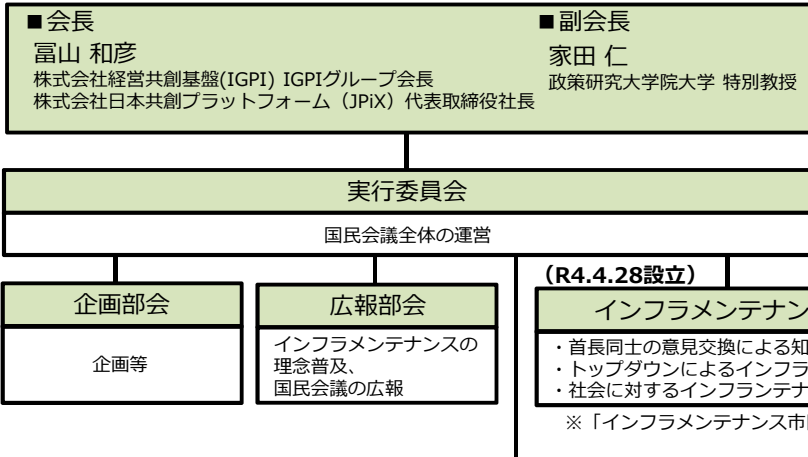 ■会長
冨山 和彦
株式会社経営共創基盤(IGPI) IGPIグループ会長
株式会社日本共創プラットフォーム（JPiX）代表取締役社長
■副会長
家田 仁
政策研究大学院大学 特別教授
実行委員会
国民会議全体の運営
企画部会
企画等
広報部会
インフラメンテナンスの
理念普及、
国民会議の広報
（R4.4.28設立）
インフラメンテナン
・首長同士の意見交換による知
・トップダウンによるインフラ
・社会に対するインフランテナ
※「インフラメンテナンス市